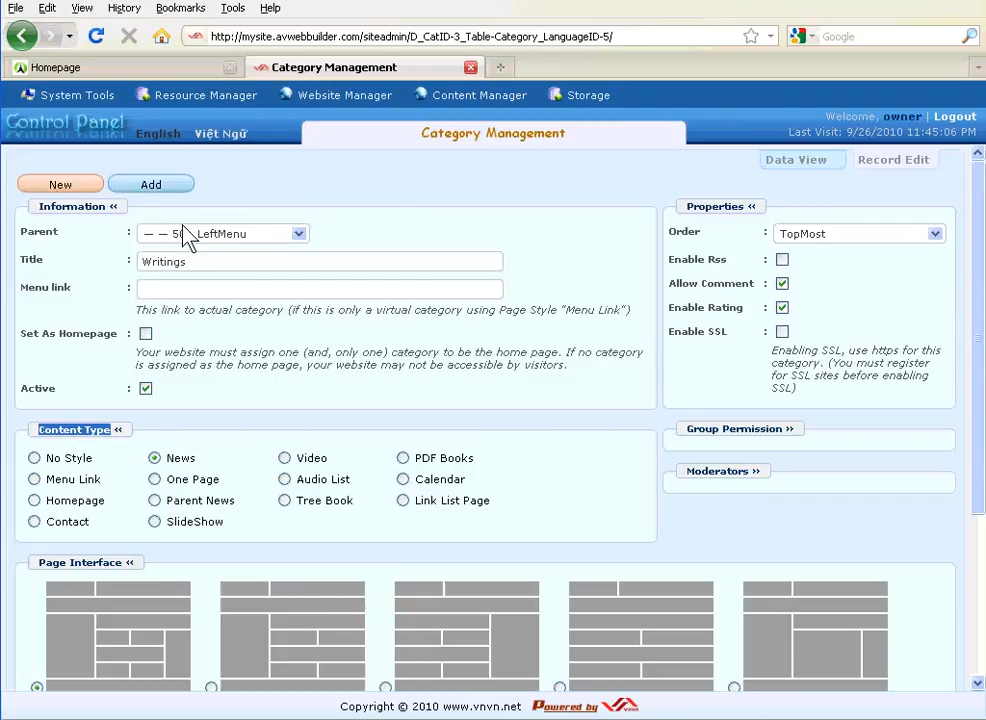 File Edit View History Bookmarks Tools Help
http://mysite.avwebbuilder.com/siteadmin/D_CatID-3_Table-Category_LanguageID-5/
Google
Homepage
Category Management
System Tools Resource Manager Website Manager Content Manager Storage
Control Panel English Việt Ngữ
Category Management
Welcome, owner | Logout
Last Visit: 9/26/2010 11:45:06 PM
Data View Record Edit
New Add
Information «
Parent : — — 50 LeftMenu
Title : Writings
Menu link :
This link to actual category (if this is only a virtual category using Page Style "Menu Link")
Set As Homepage :
Your website must assign one (and, only one) category to be the home page. If no category
is assigned as the home page, your website may not be accessible by visitors.
Active :
Properties «
Order : TopMost
Enable Rss :
Allow Comment :
Enable Rating :
Enable SSL :
Enabling SSL, use https for this
category. (You must register
for SSL sites before enabling
SSL)
Content Type «
No Style News Video PDF Books
Menu Link One Page Audio List Calendar
Homepage Parent News Tree Book Link List Page
Contact SlideShow
Group Permission »
Moderators »
Page Interface «
Copyright © 2010 www.vnvn.net Powered by